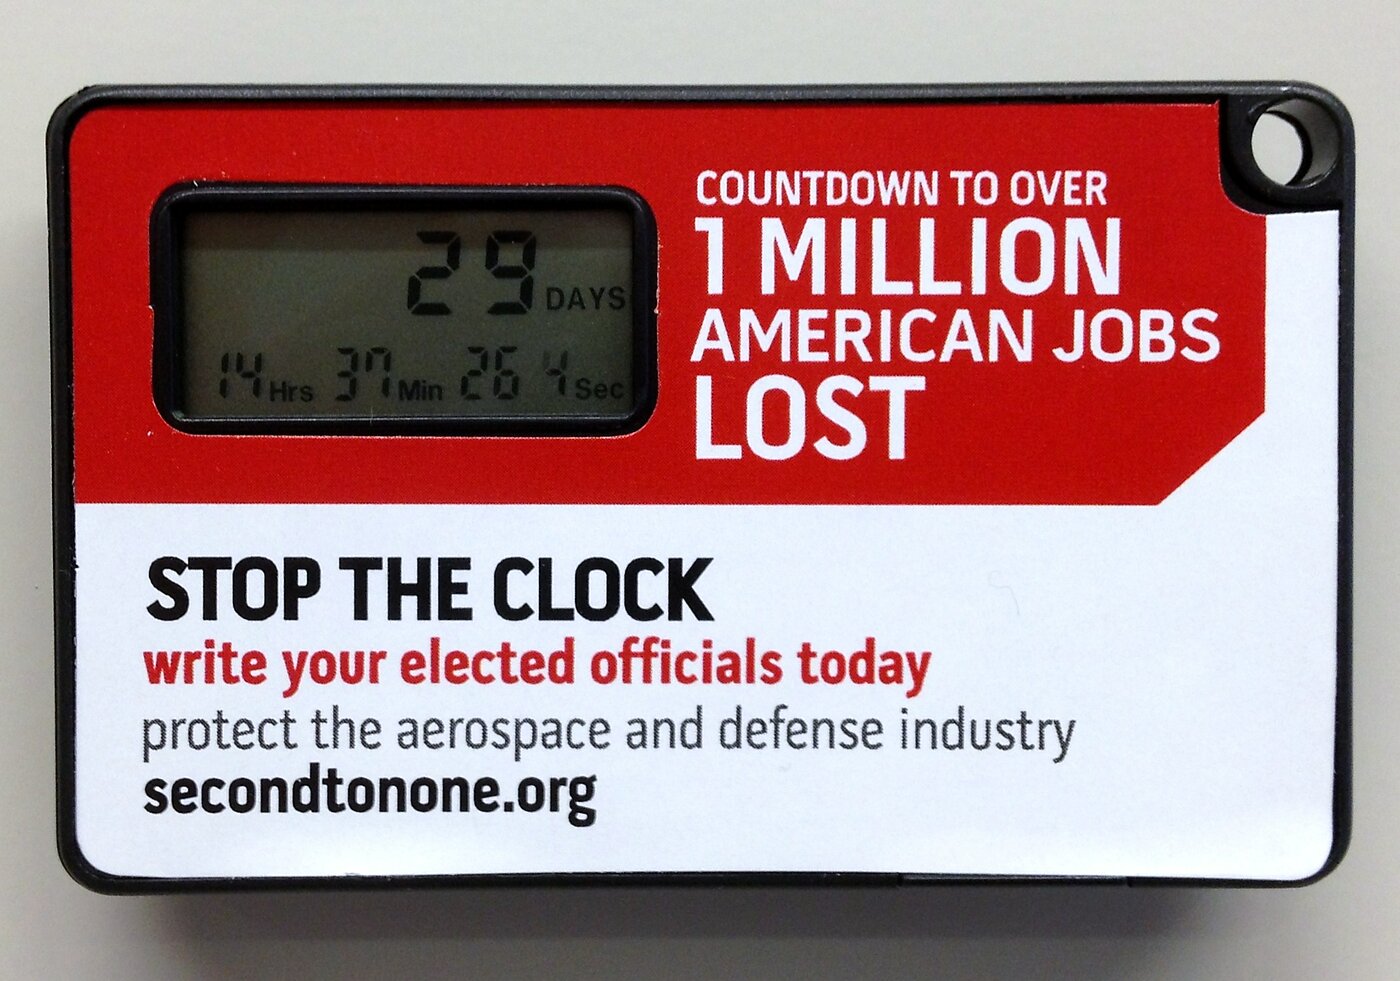 29 DAYS
14 Hrs 37 Min 26 4 Sec
COUNTDOWN TO OVER
1 MILLION
AMERICAN JOBS
LOST
STOP THE CLOCK
write your elected officials today
protect the aerospace and defense industry
secondtonone.org